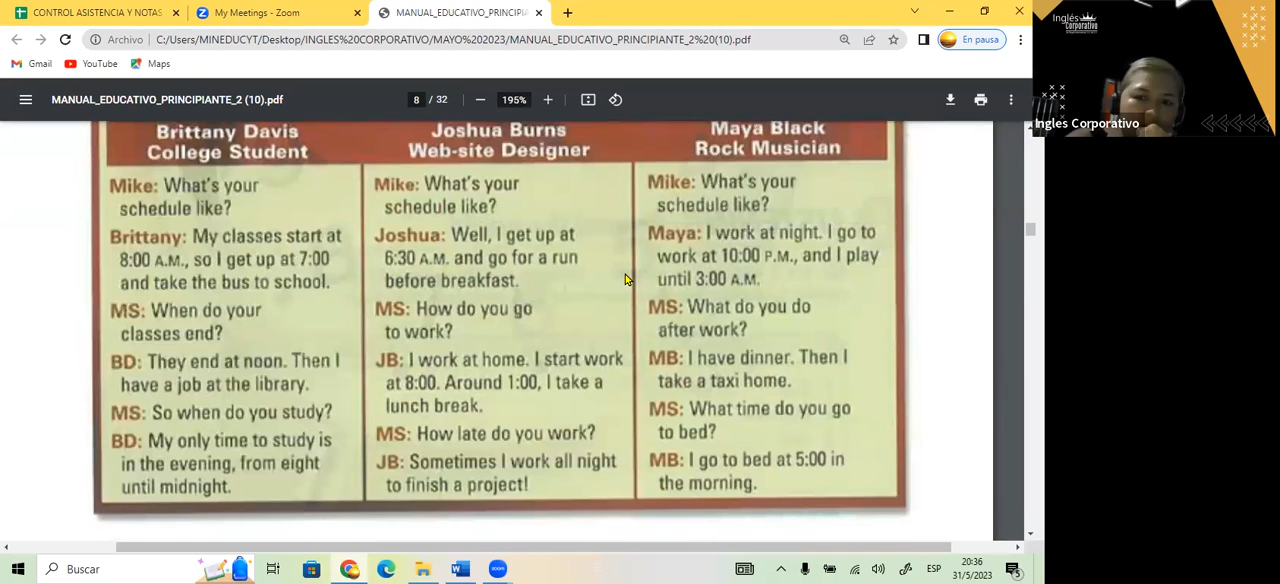 CONTROL ASISTENCIA Y NOTAS
My Meetings - Zoom
MANUAL_EDUCATIVO_PRINCIPIA
Archivo
C:/Users/MINEDUCYT/Desktop/INGLES%20CORPORATIVO/MAYO%202023/MANUAL_EDUCATIVO_PRINCIPIANTE_2%20(10).pdf
En pausa
Gmail
YouTube
Maps
MANUAL_EDUCATIVO_PRINCIPIANTE_2 (10).pdf
8 / 32
195%
Inglés
Corporativo
Ingles Corporativo
Brittany Davis
College Student
Mike: What's your
schedule like?
Brittany: My classes start at
8:00 A.M., so I get up at 7:00
and take the bus to school.
MS: When do your
classes end?
BD: They end at noon. Then I
have a job at the library.
MS: So when do you study?
BD: My only time to study is
in the evening, from eight
until midnight.
Joshua Burns
Web-site Designer
Mike: What's your
schedule like?
Joshua: Well, I get up at
6:30 A.M. and go for a run
before breakfast.
MS: How do you go
to work?
JB: I work at home. I start work
at 8:00. Around 1:00, I take a
lunch break.
MS: How late do you work?
JB: Sometimes I work all night
to finish a project!
Maya Black
Rock Musician
Mike: What's your
schedule like?
Maya: I work at night. I go to
work at 10:00 P.M., and I play
until 3:00 A.M.
MS: What do you do
after work?
MB: I have dinner. Then I
take a taxi home.
MS: What time do you go
to bed?
MB: I go to bed at 5:00 in
the morning.
Buscar
zoom
ESP
20:36
31/5/2023
5